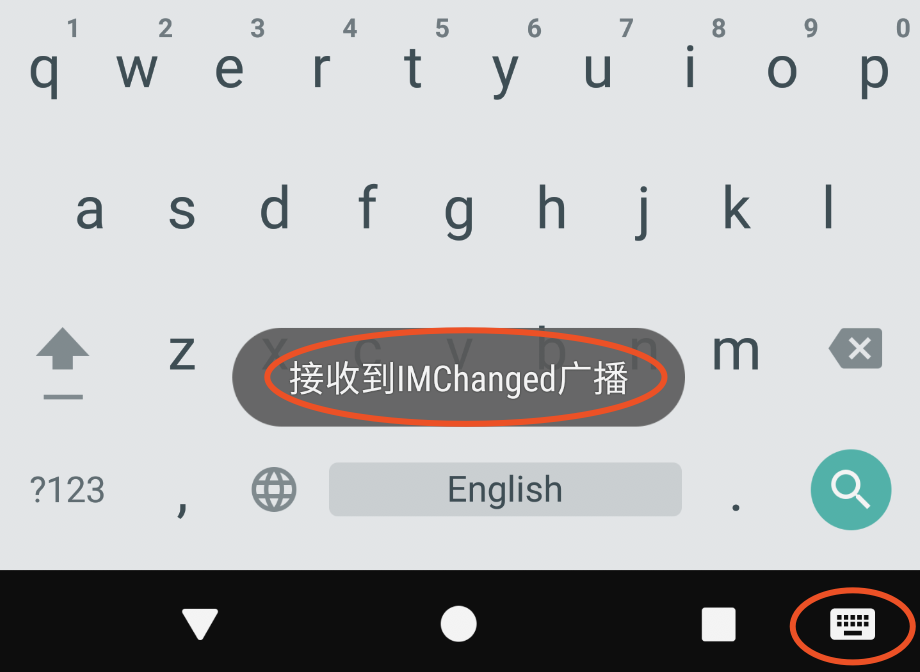 1 2 3 4 5 6 7 8 9 0
q w e r t y u i o p
a s d f g h j k l
z x c v b n m
接收到IMChanged广播
?123 , English .